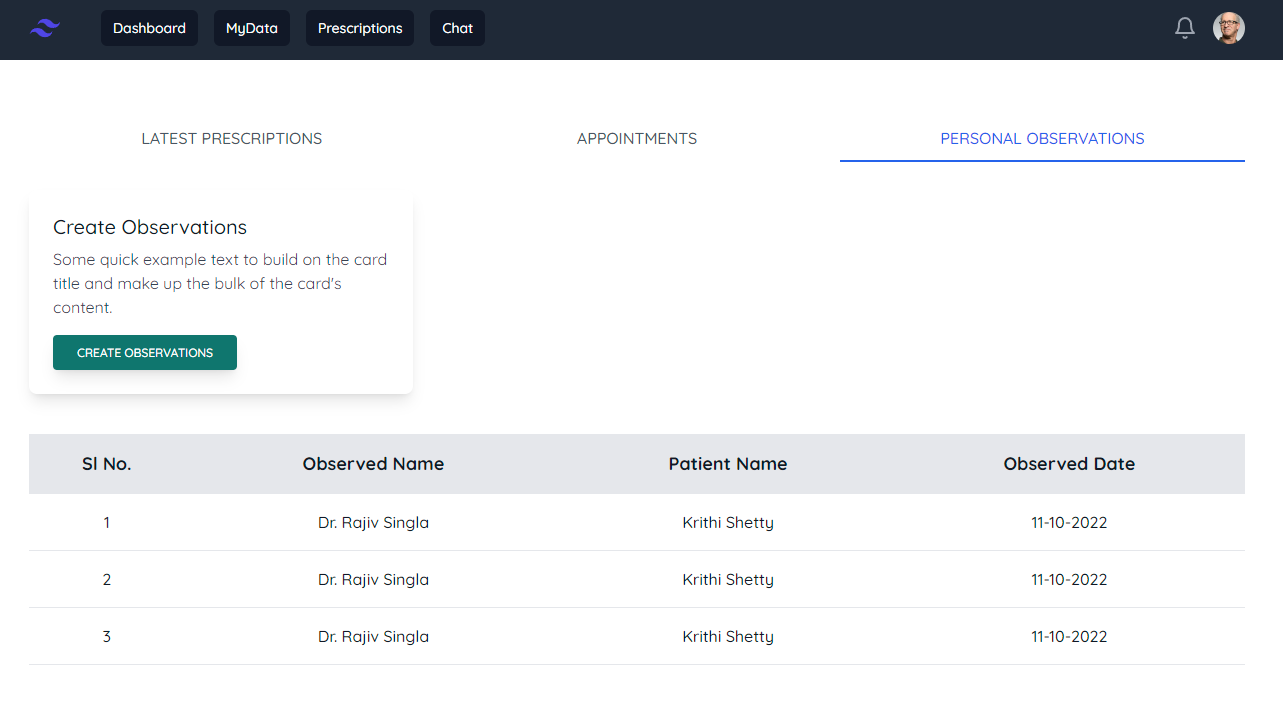 Dashboard MyData Prescriptions Chat
LATEST PRESCRIPTIONS APPOINTMENTS PERSONAL OBSERVATIONS
Create Observations
Some quick example text to build on the card
title and make up the bulk of the card's
content.
CREATE OBSERVATIONS
Sl No. Observed Name Patient Name Observed Date
1 Dr. Rajiv Singla Krithi Shetty 11-10-2022
2 Dr. Rajiv Singla Krithi Shetty 11-10-2022
3 Dr. Rajiv Singla Krithi Shetty 11-10-2022